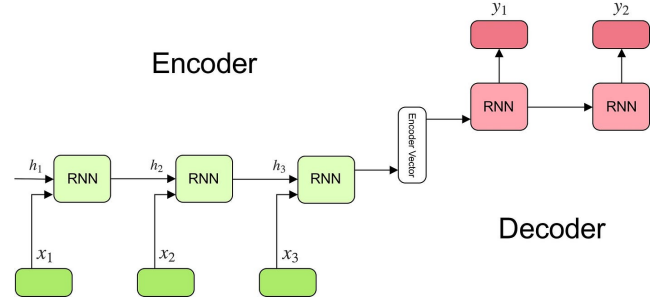 y₁ y₂
Encoder
RNN RNN
Encoder Vector
h₁ h₂ h₃
RNN RNN RNN
Decoder
x₁ x₂ x₃